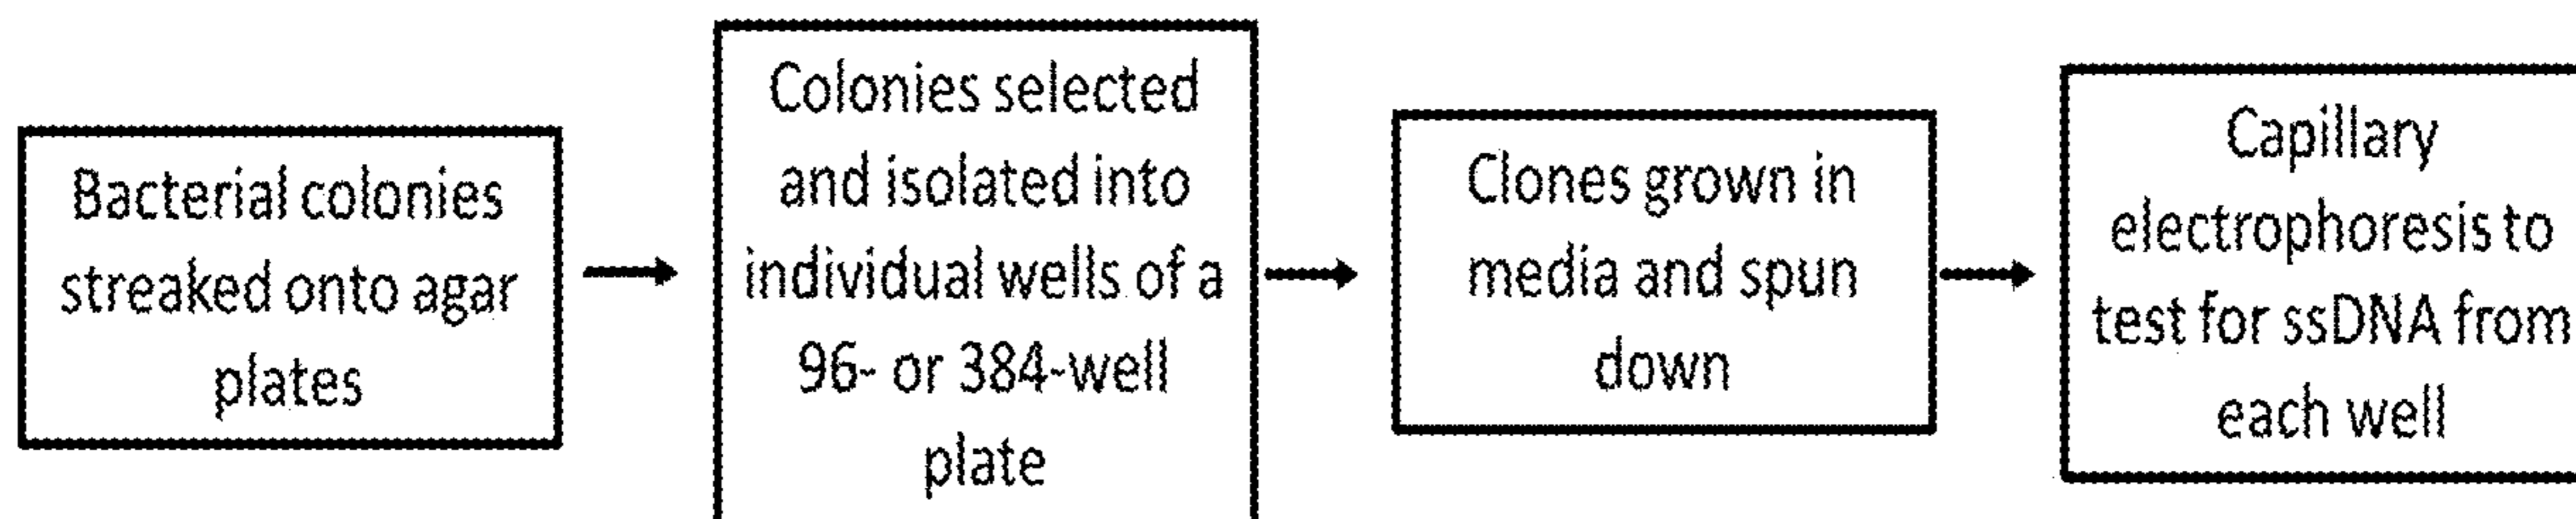 Bacterial colonies
streaked onto agar
plates
Colonies selected
and isolated into
individual wells of a
96- or 384-well
plate
Clones grown in
media and spun
down
Capillary
electrophoresis to
test for ssDNA from
each well